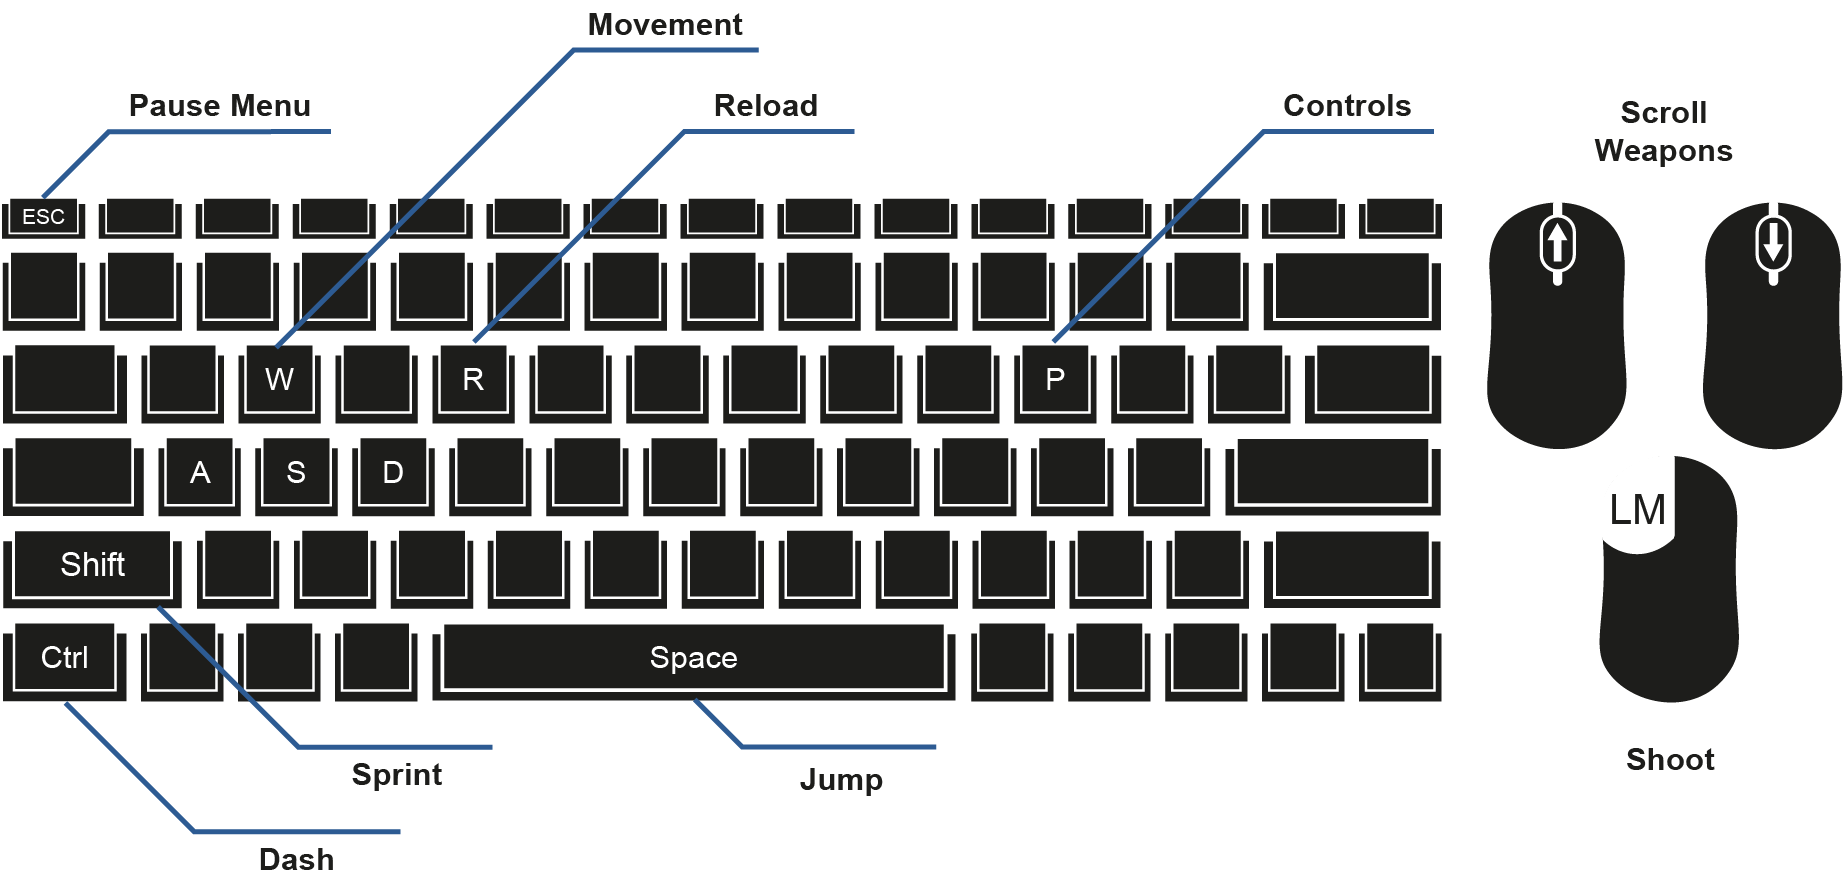 Movement
Pause Menu
Reload
Controls
Scroll
Weapons
ESC
W
R
P
A
S
D
LM
Shift
Ctrl
Space
Sprint
Jump
Shoot
Dash